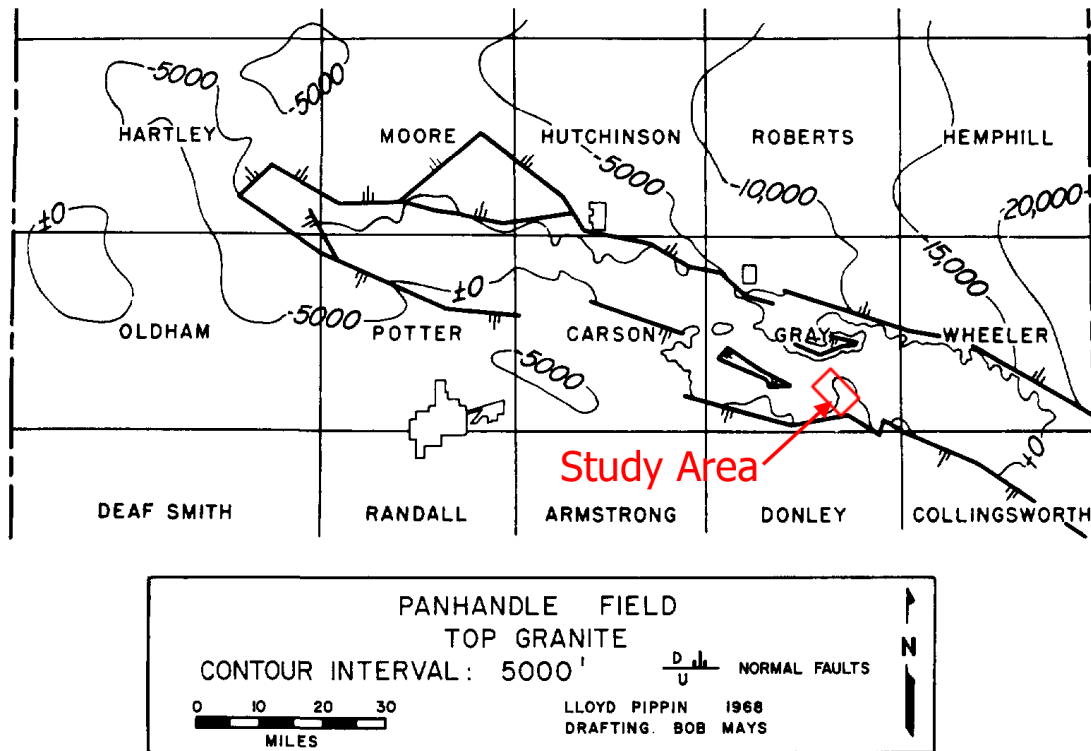 -5000
-5000
HARTLEY MOORE HUTCHINSON ROBERTS HEMPHILL
-5000
-10,000
20,000
±0
-15,000
±0
-5000
OLDHAM POTTER CARSON GRAY WHEELER
-5000
±0
Study Area
DEAF SMITH RANDALL ARMSTRONG DONLEY COLLINGSWORTH
PANHANDLE FIELD
TOP GRANITE
CONTOUR INTERVAL: 5000'
D
U
NORMAL FAULTS
N
0 10 20 30
MILES
LLOYD PIPPIN 1968
DRAFTING. BOB MAYS